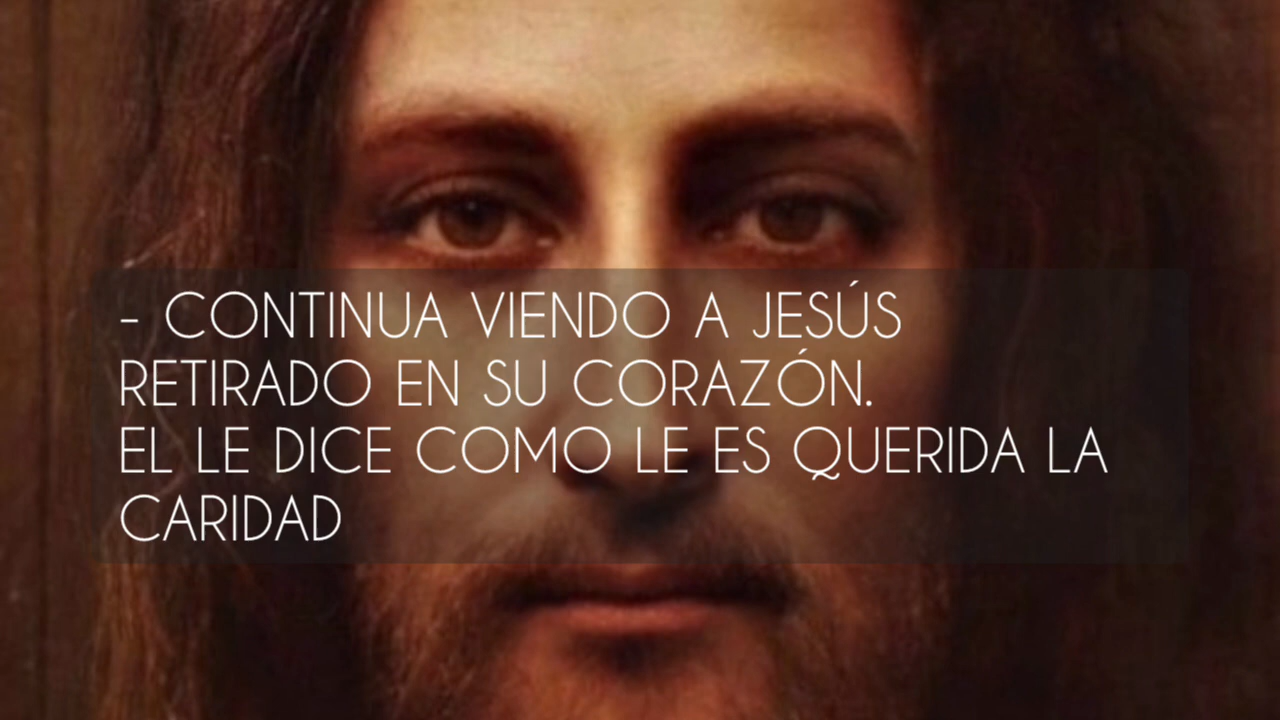 - CONTINUA VIENDO A JESÚS
RETIRADO EN SU CORAZÓN.
EL LE DICE COMO LE ES QUERIDA LA
CARIDAD